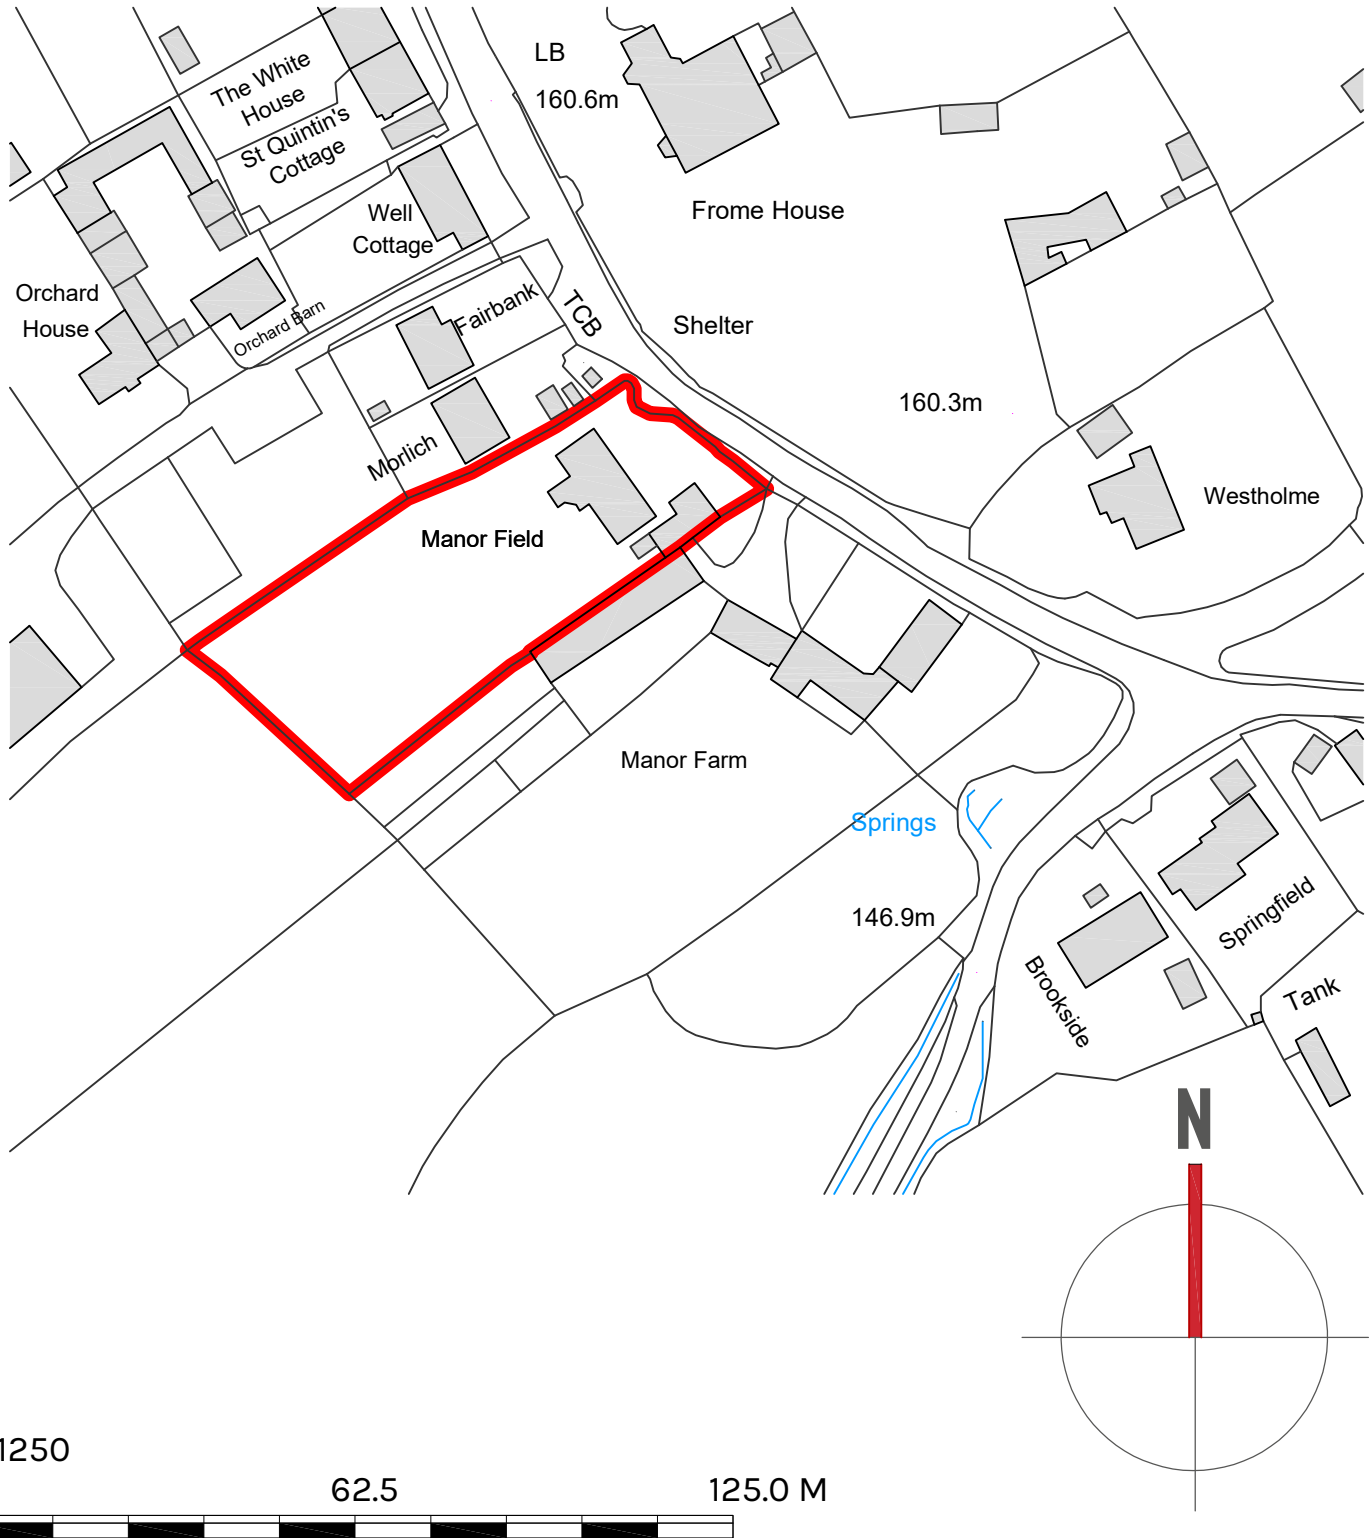 LB
160.6m
The White
House
St Quintin's
Cottage
Well
Cottage
Frome House
Orchard
House
Orchard Barn
Fairbank
TCB
Shelter
160.3m
Morlich
Manor Field
Westholme
Manor Farm
Springs
146.9m
Springfield
Brookside
Tank
N
1250
62.5
125.0 M